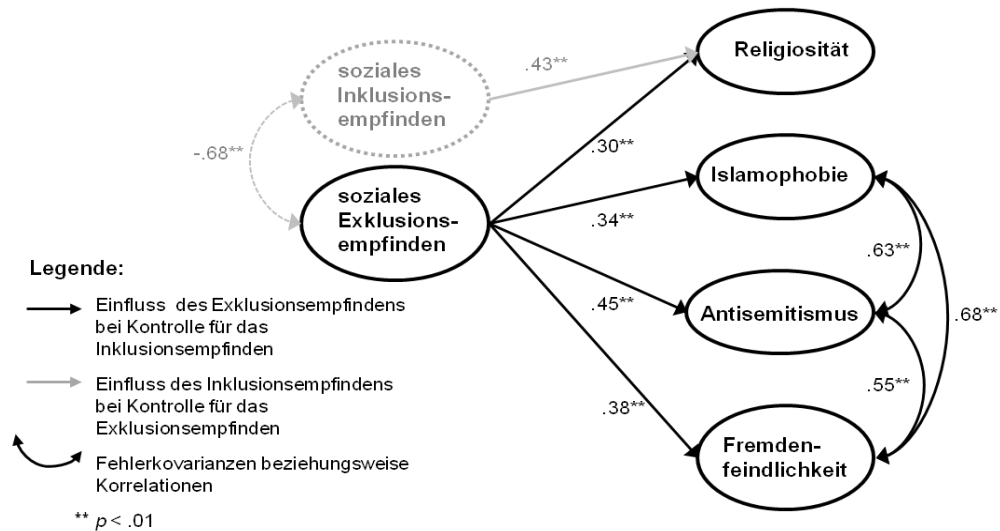 Religiosität
.43**
soziales
Inklusions-
empfinden
-.68**
.30**
Islamophobie
soziales
Exklusions-
empfinden
.34**
.63**
Legende:
Einfluss des Exklusionsempfindens
bei Kontrolle für das
Inklusionsempfinden
.45**
Antisemitismus
.68**
Einfluss des Inklusionsempfindens
bei Kontrolle für das
Exklusionsempfinden
.38**
.55**
Fremden-
feindlichkeit
Fehlerkovarianzen beziehungsweise
Korrelationen
** p < .01